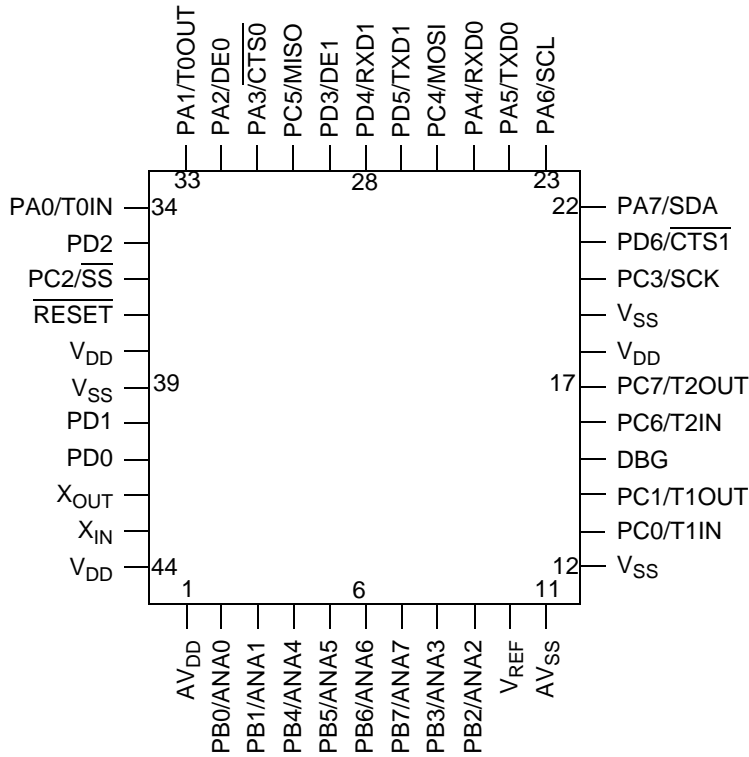 PA1/T0OUT
PA2/DE0
PA3/CTS0
PC5/MISO
PD3/DE1
PD4/RXD1
PD5/TXD1
PC4/MOSI
PA4/RXD0
PA5/TXD0
PA6/SCL
33
28
23
PA0/T0IN
34
22
PA7/SDA
PD2
PD6/CTS1
PC2/SS
PC3/SCK
RESET
VSS
VDD
VDD
VSS
39
17
PC7/T2OUT
PD1
PC6/T2IN
PD0
DBG
XOUT
PC1/T1OUT
XIN
PC0/T1IN
VDD
44
12
VSS
1
6
11
AVDD
PB0/ANA0
PB1/ANA1
PB4/ANA4
PB5/ANA5
PB6/ANA6
PB7/ANA7
PB3/ANA3
PB2/ANA2
VREF
AVSS